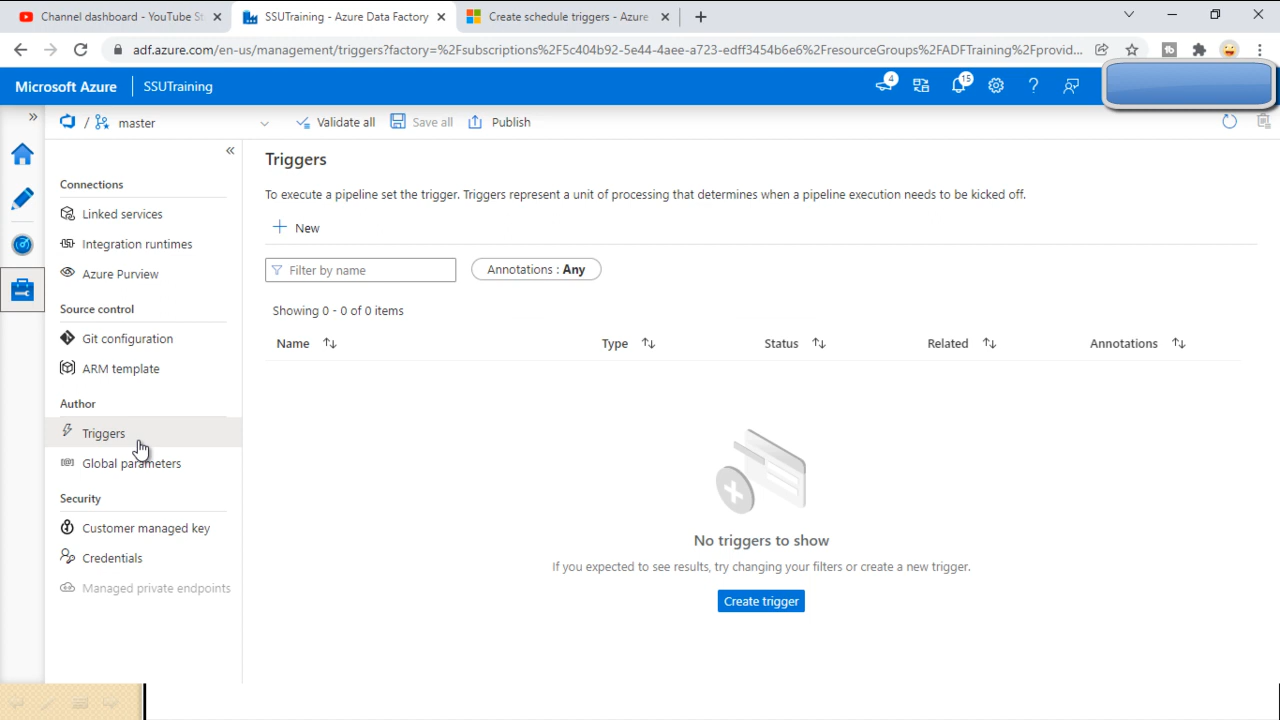 Channel dashboard - YouTube St
SSUTraining - Azure Data Factory
Create schedule triggers - Azure
adf.azure.com/en-us/management/triggers?factory=%2Fsubscriptions%2F5c404b92-5e44-4aee-a723-edff3454b6e6%2FresourceGroups%2FADFTraining%2Fprovid...
Microsoft Azure
SSUTraining
4
15
/ master
Validate all
Save all
Publish
Connections
Linked services
Integration runtimes
Azure Purview
Source control
Git configuration
ARM template
Author
Triggers
Global parameters
Security
Customer managed key
Credentials
Managed private endpoints
Triggers
To execute a pipeline set the trigger. Triggers represent a unit of processing that determines when a pipeline execution needs to be kicked off.
New
Filter by name
Annotations : Any
Showing 0 - 0 of 0 items
Name Type Status Related Annotations
No triggers to show
If you expected to see results, try changing your filters or create a new trigger.
Create trigger